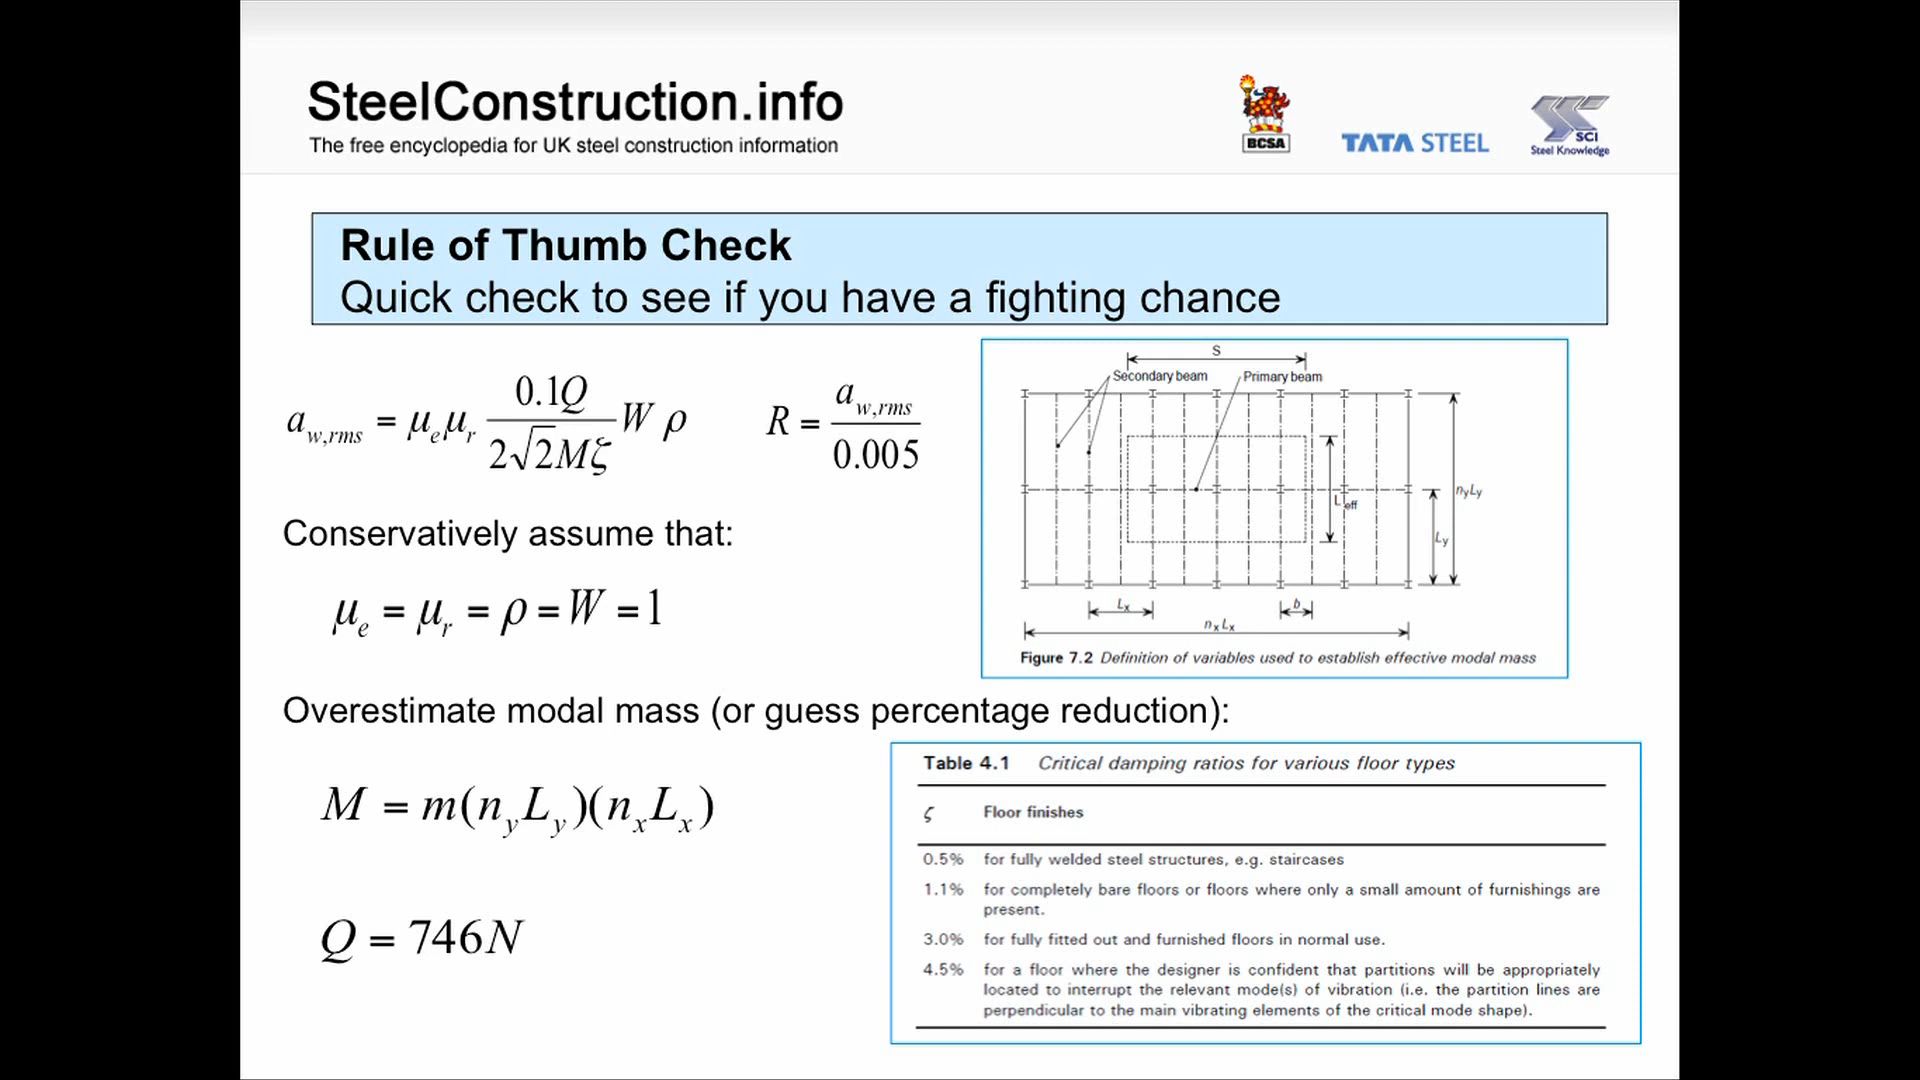 SteelConstruction.info
The free encyclopedia for UK steel construction information
BCSA
TATA STEEL
SCI
Steel Knowledge
Rule of Thumb Check
Quick check to see if you have a fighting chance
a_{w,rms} = μ_e μ_r \frac{0.1Q}{2√2Mζ} W ρ
R = \frac{a_{w,rms}}{0.005}
S
Secondary beam
Primary beam
n_yL_y
L_eff
L_y
L_x
b
n_x L_x
Figure 7.2 Definition of variables used to establish effective modal mass
Conservatively assume that:
μ_e = μ_r = ρ = W = 1
Overestimate modal mass (or guess percentage reduction):
M = m(n_yL_y)(n_xL_x)
Q = 746N
Table 4.1 Critical damping ratios for various floor types
ζ Floor finishes
0.5% for fully welded steel structures, e.g. staircases
1.1% for completely bare floors or floors where only a small amount of furnishings are
present.
3.0% for fully fitted out and furnished floors in normal use.
4.5% for a floor where the designer is confident that partitions will be appropriately
located to interrupt the relevant mode(s) of vibration (i.e. the partition lines are
perpendicular to the main vibrating elements of the critical mode shape).